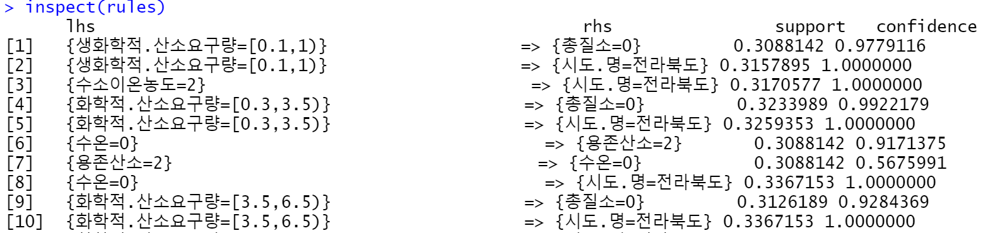 > inspect(rules)
lhs rhs support confidence
[1] {생화학적.산소요구량=[0.1,1)} => {총질소=0} 0.3088142 0.9779116
[2] {생화학적.산소요구량=[0.1,1)} => {시도.명=전라북도} 0.3157895 1.0000000
[3] {수소이온농도=2} => {시도.명=전라북도} 0.3170577 1.0000000
[4] {화학적.산소요구량=[0.3,3.5)} => {총질소=0} 0.3233989 0.9922179
[5] {화학적.산소요구량=[0.3,3.5)} => {시도.명=전라북도} 0.3259353 1.0000000
[6] {수온=0} => {용존산소=2} 0.3088142 0.9171375
[7] {용존산소=2} => {수온=0} 0.3088142 0.5675991
[8] {수온=0} => {시도.명=전라북도} 0.3367153 1.0000000
[9] {화학적.산소요구량=[3.5,6.5)} => {총질소=0} 0.3126189 0.9284369
[10] {화학적.산소요구량=[3.5,6.5)} => {시도.명=전라북도} 0.3367153 1.0000000